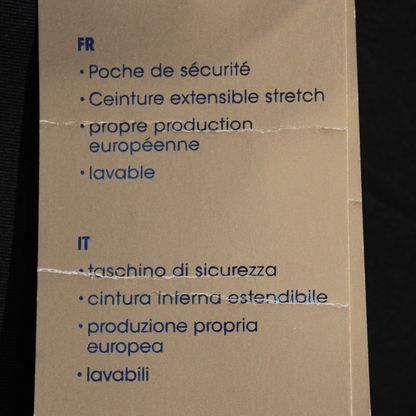 FR
• Poche de sécurité
• Ceinture extensible stretch
• propre production
européenne
• lavable
IT
• taschino di sicurezza
• cintura interna estendibile
• produzione propria
europea
• lavabili